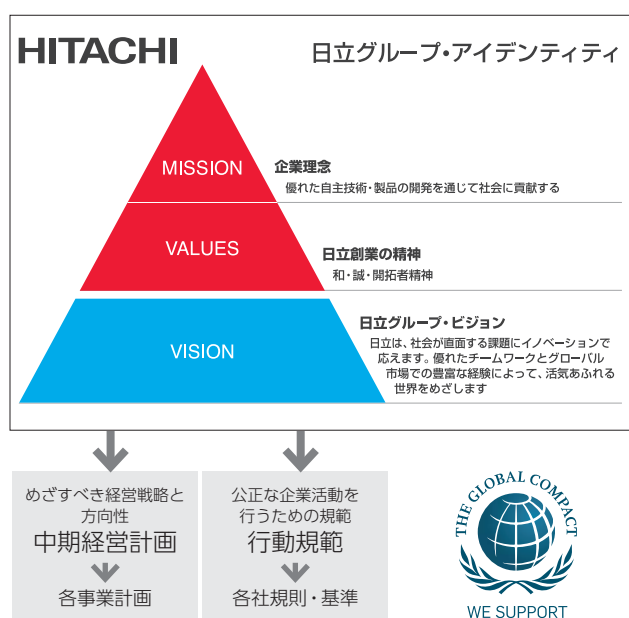 HITACHI
日立グループ・アイデンティティ
MISSION
企業理念
優れた自主技術・製品の開発を通じて社会に貢献する
VALUES
日立創業の精神
和・誠・開拓者精神
VISION
日立グループ・ビジョン
日立は、社会が直面する課題にイノベーションで
応えます。優れたチームワークとグローバル
市場での豊富な経験によって、活気あふれる
世界をめざします
めざすべき経営戦略と
方向性
中期経営計画
各事業計画
公正な企業活動を
行うための規範
行動規範
各社規則・基準
THE GLOBAL COMPACT
WE SUPPORT